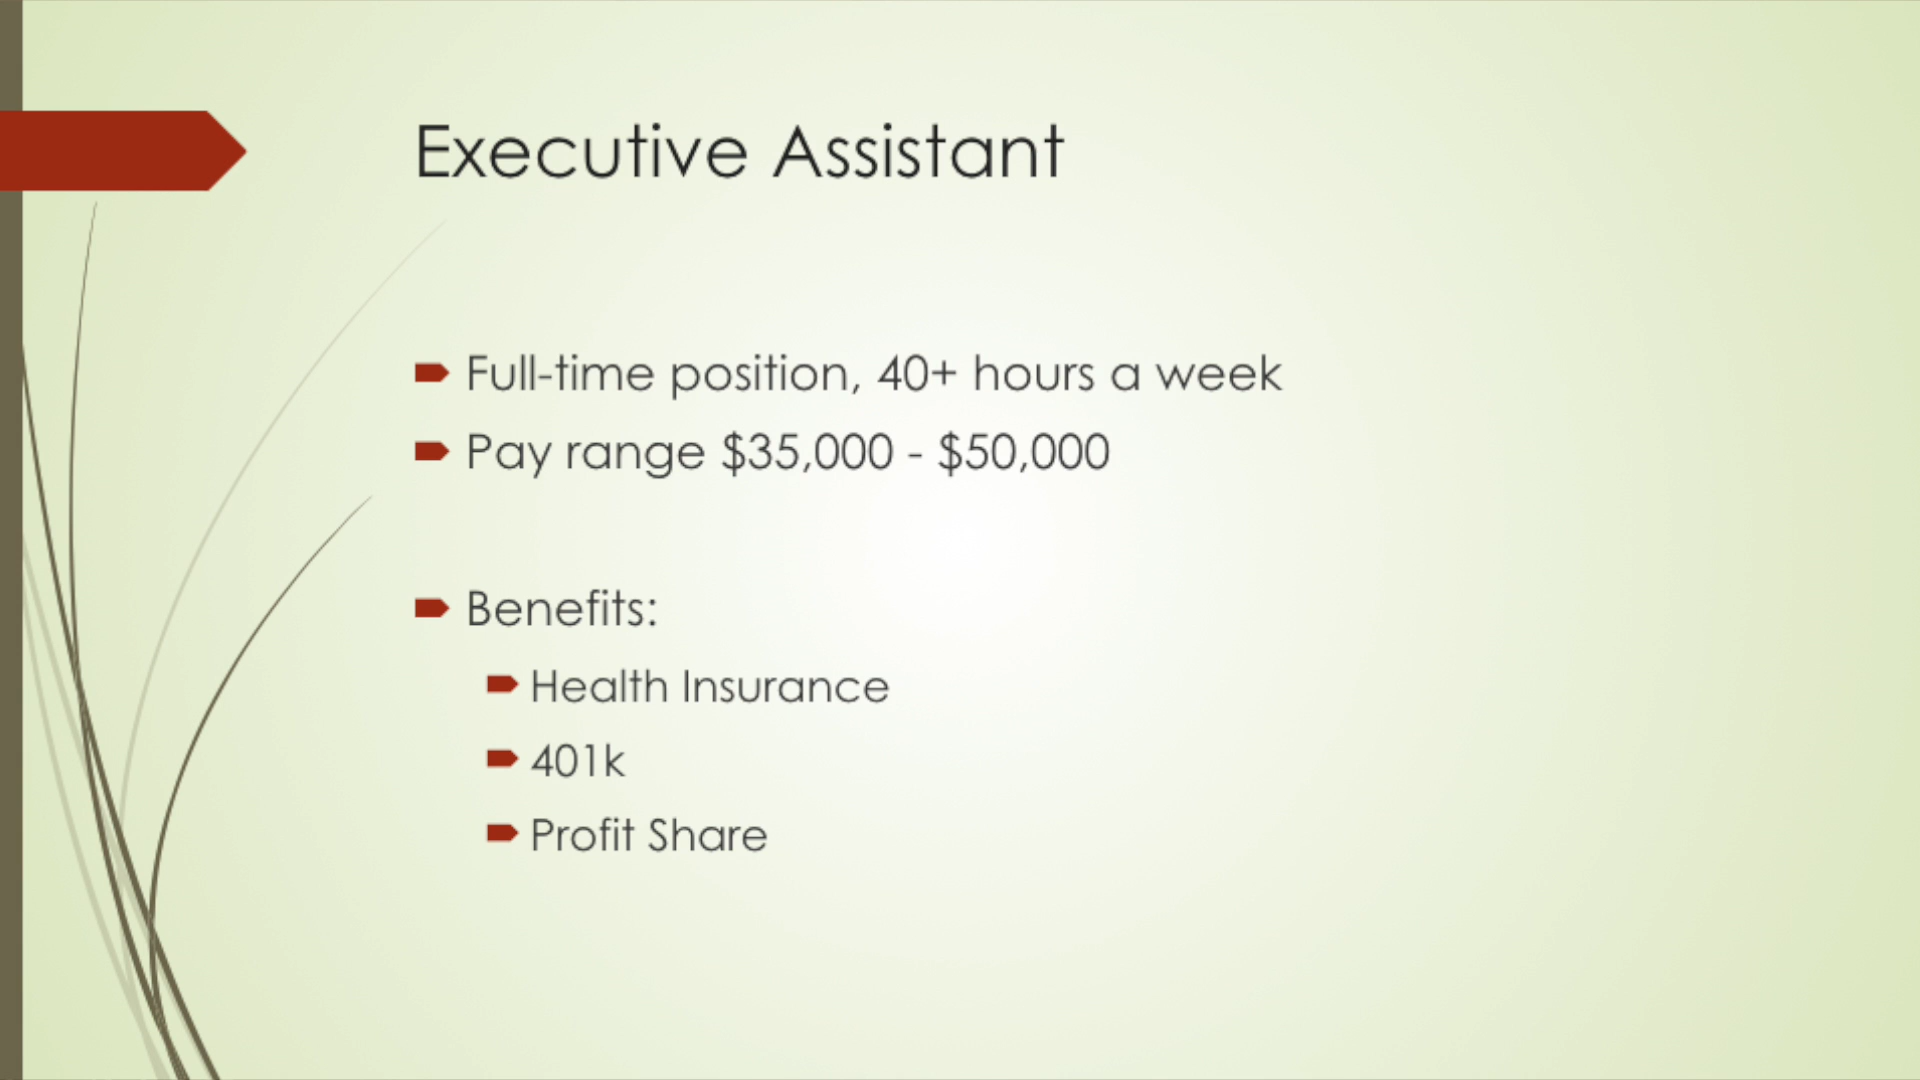 Executive Assistant
Full-time position, 40+ hours a week
Pay range $35,000 - $50,000
Benefits:
Health Insurance
401k
Profit Share